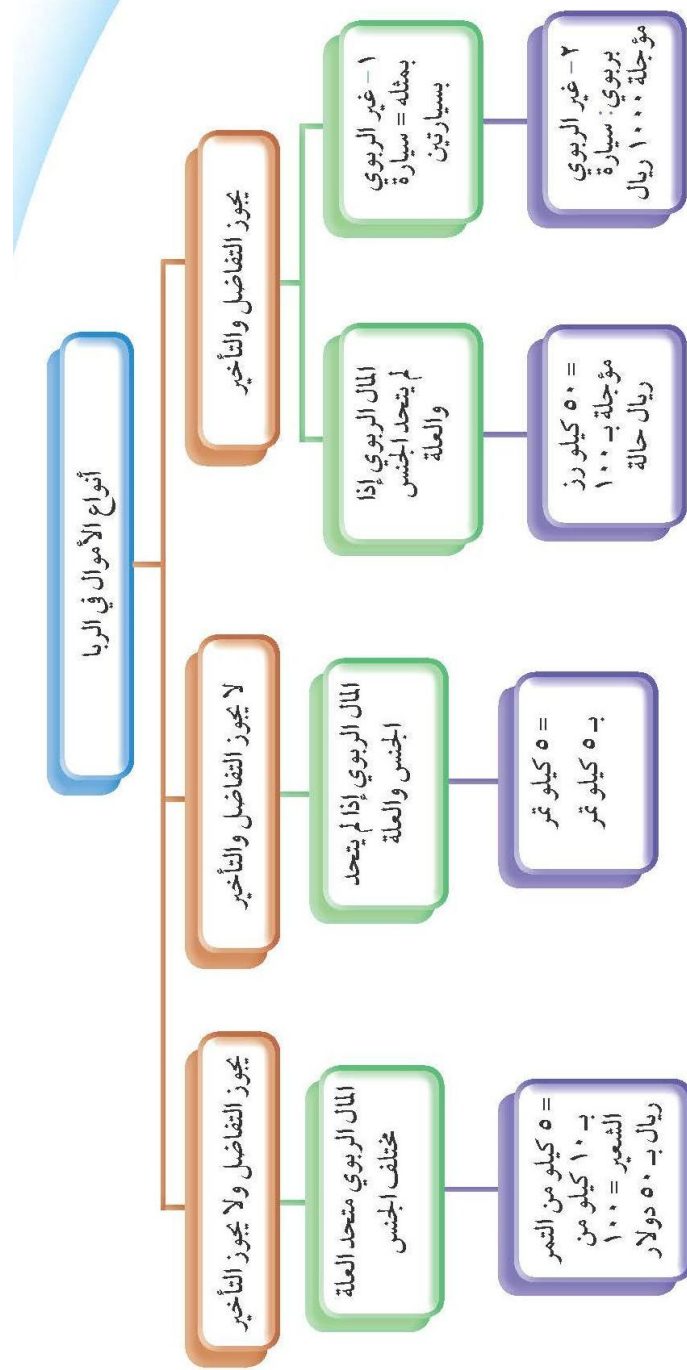 أنواع الأموال في الربا
يجوز التفاضل والتأخير
١ - غير الربوي
بمثله = سيارة
بسيارتين
٢ - غير الربوي
بربوي: سيارة
مؤجلة ١٠٠٠٠ ريال
المال الربوي إذا
لم يتحد الجنس
والعلة
= ٥٠ كيلو رز
مؤجلة بـ ١٠٠
ريال حالة
لا يجوز التفاضل والتأخير
المال الربوي إذا لم يتحد
الجنس والعلة
= ٥ كيلو تمر
بـ ٥ كيلو تمر
يجوز التفاضل ولا يجوز التأخير
المال الربوي متحد العلة
مختلف الجنس
= ٥ كيلو من التمر
بـ ١٠ كيلو من
الشعير = ١٠٠
ريال بـ ٥٠ دولار